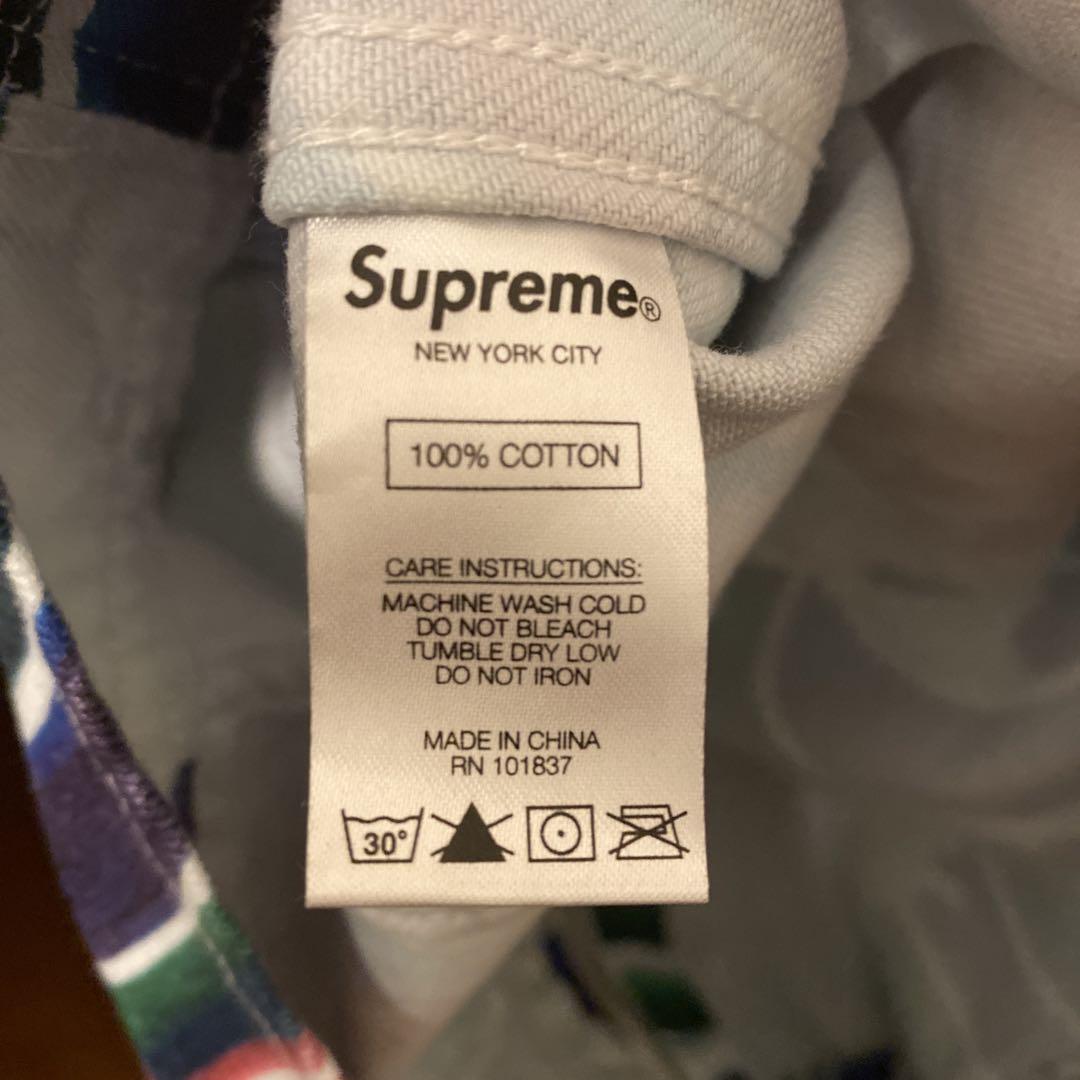 Supreme®
NEW YORK CITY
100% COTTON
CARE INSTRUCTIONS:
MACHINE WASH COLD
DO NOT BLEACH
TUMBLE DRY LOW
DO NOT IRON
MADE IN CHINA
RN 101837
30°